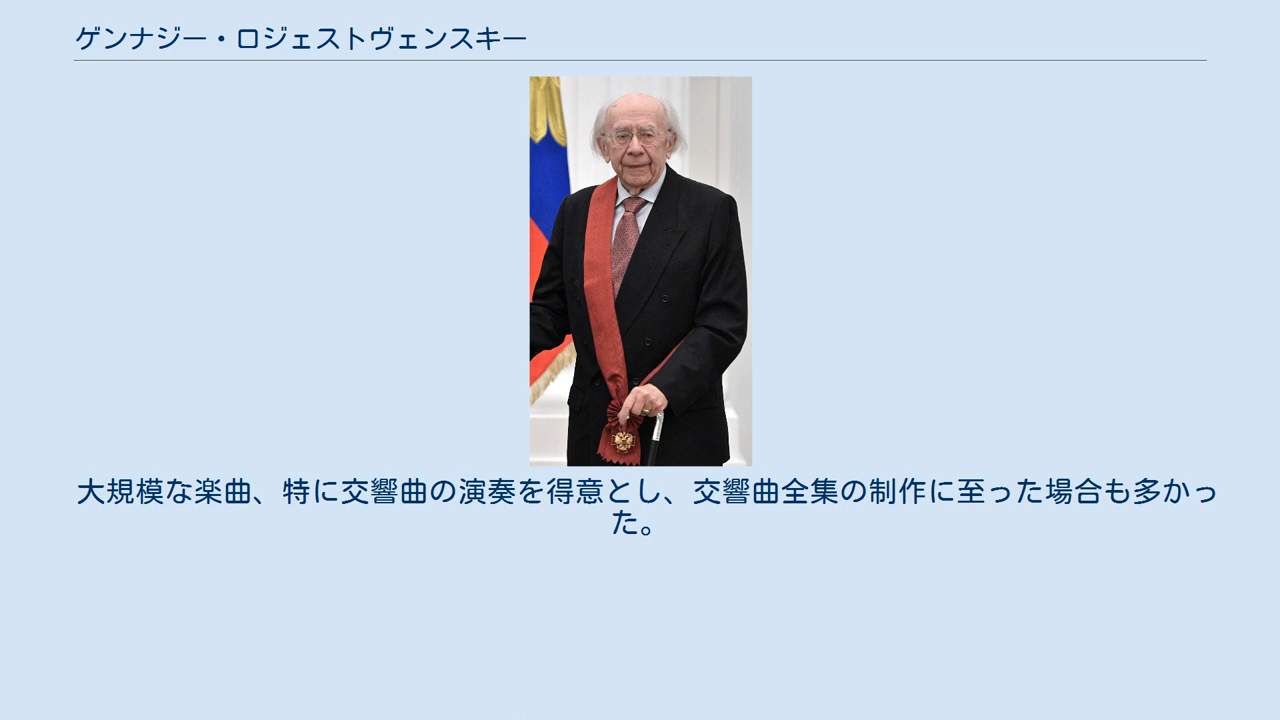 ゲンナジー・ロジェストヴェンスキー
大規模な楽曲、特に交響曲の演奏を得意とし、交響曲全集の制作に至った場合も多かっ
た。